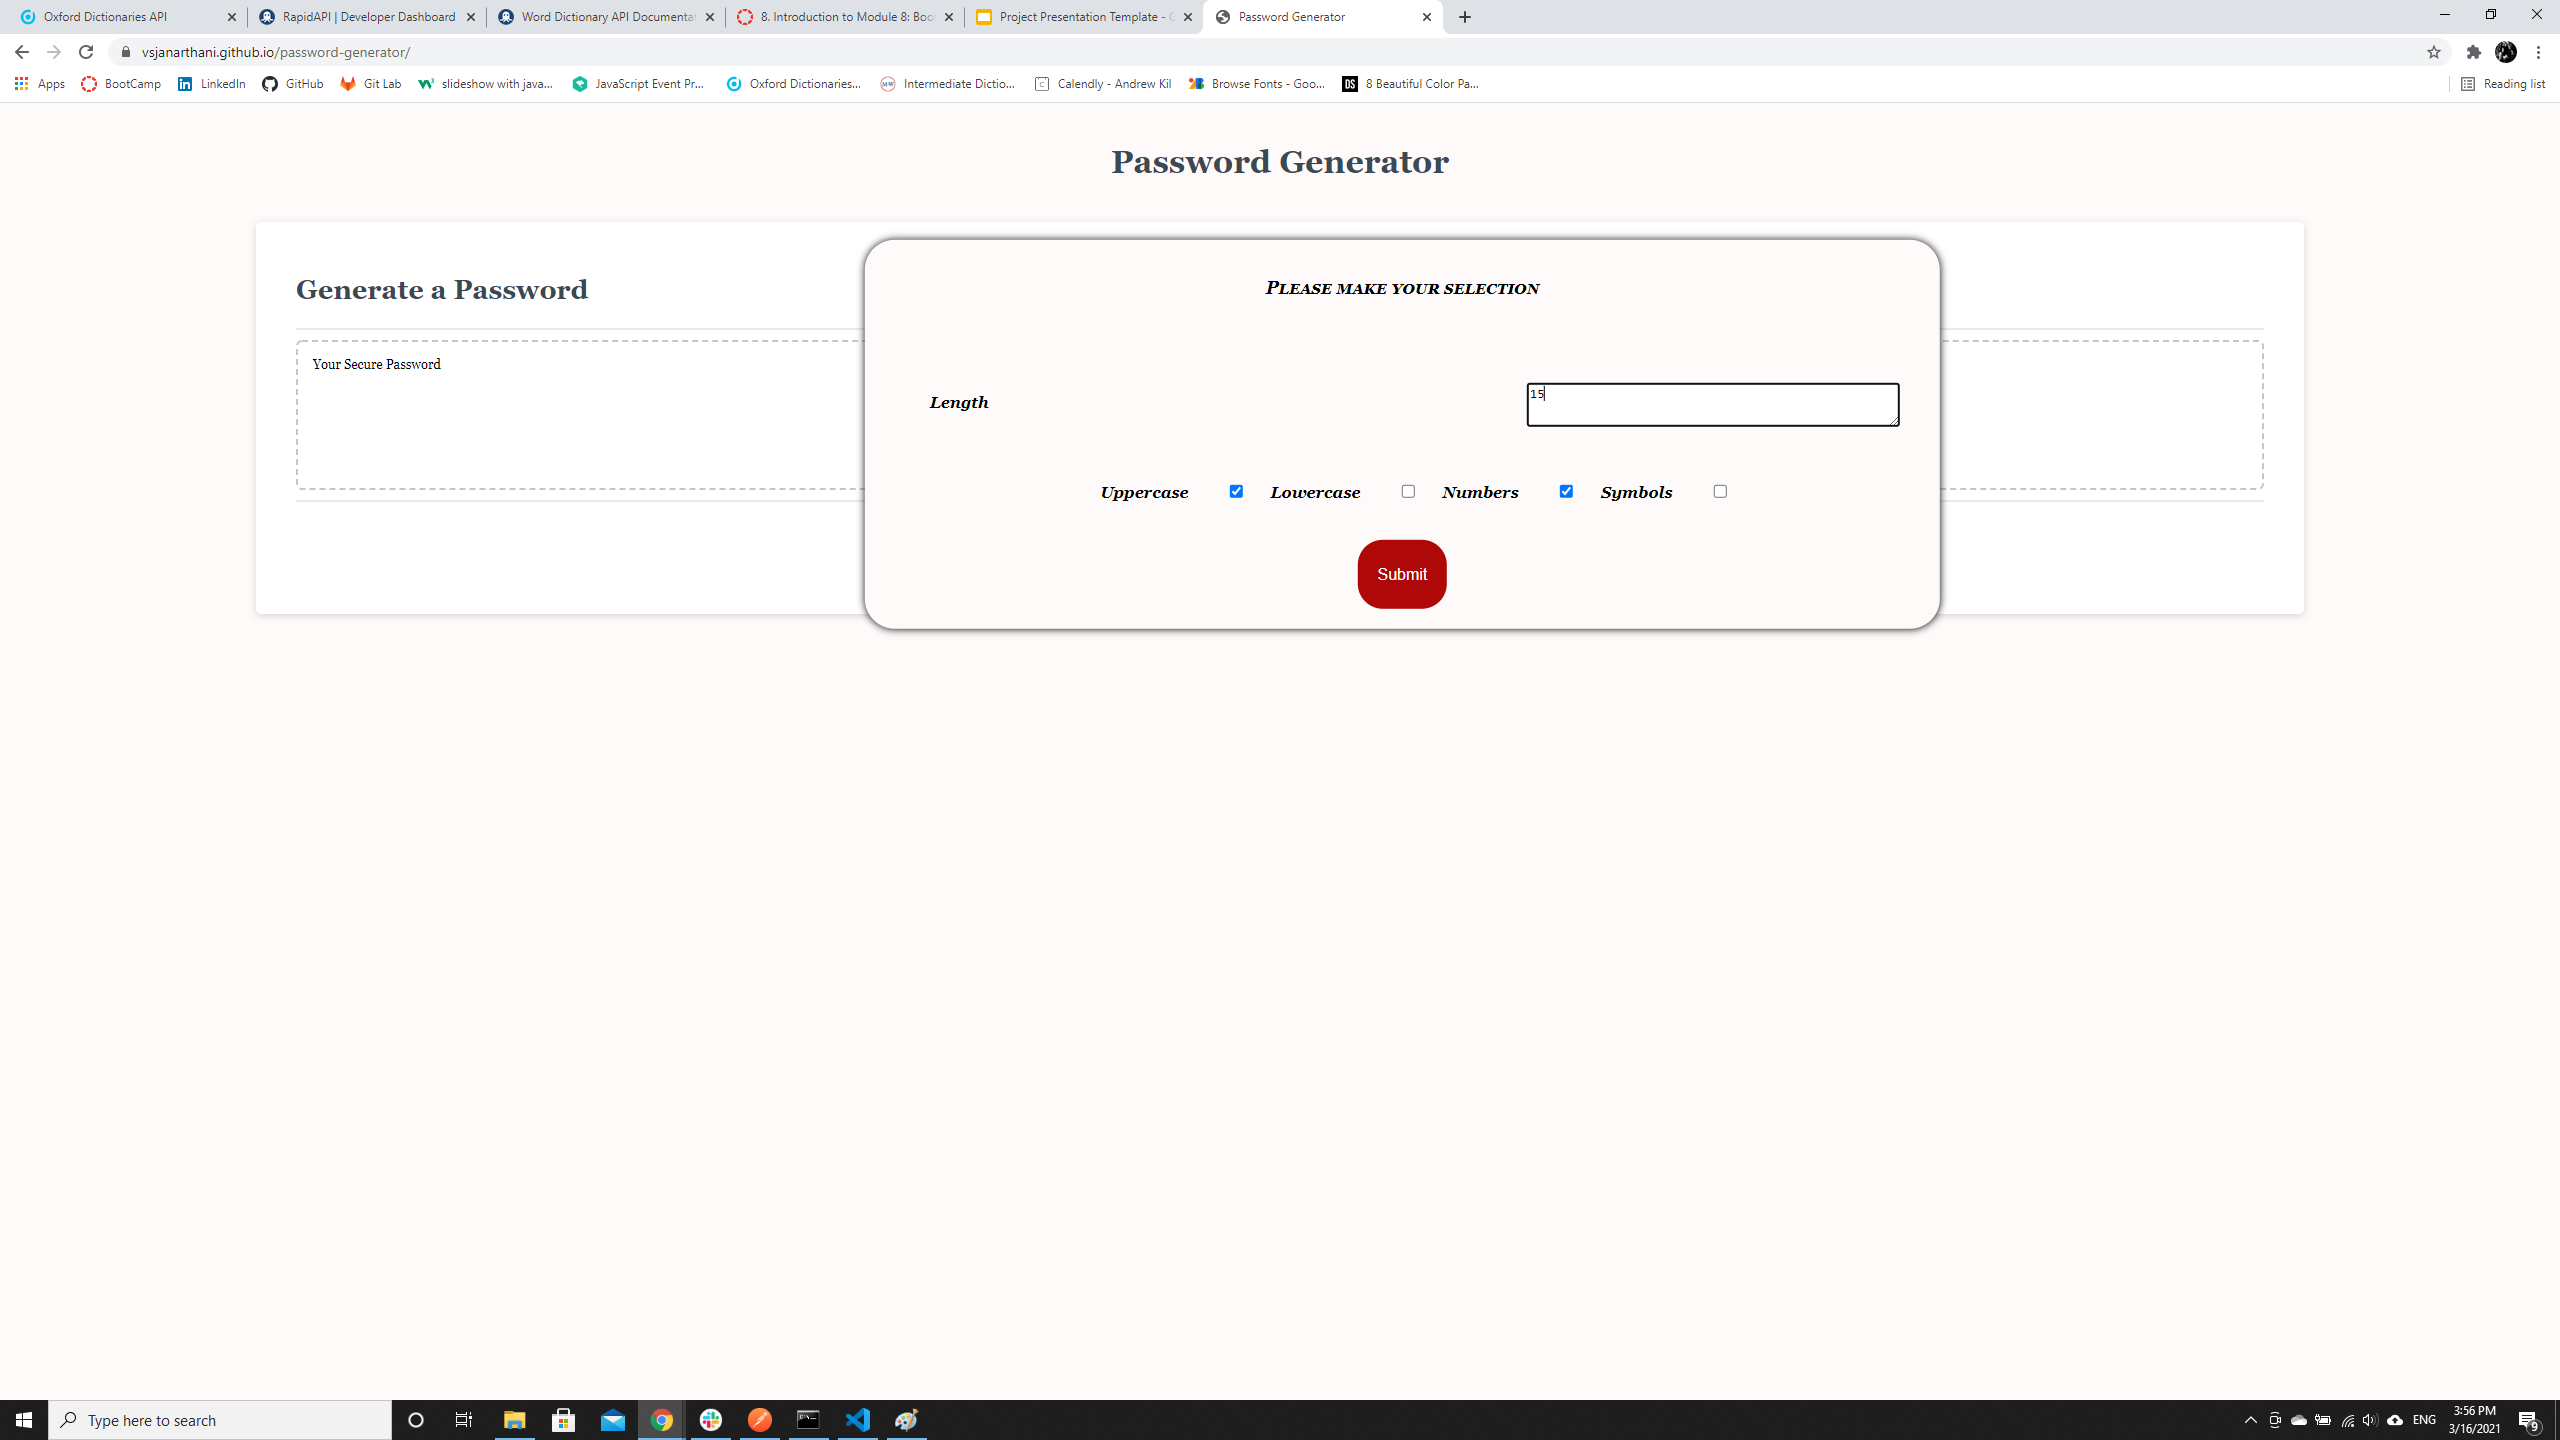 Oxford Dictionaries API
RapidAPI | Developer Dashboard
Word Dictionary API Documenta
8. Introduction to Module 8: Boo
Project Presentation Template -
Password Generator
vsjanarthani.github.io/password-generator/
Apps
BootCamp
LinkedIn
GitHub
Git Lab
slideshow with java...
JavaScript Event Pr...
Oxford Dictionaries...
Intermediate Dictio...
Calendly - Andrew Kil
Browse Fonts - Goo...
DS
8 Beautiful Color Pa...
Reading list
Password Generator
Generate a Password
Your Secure Password
PLEASE MAKE YOUR SELECTION
Length
15
Uppercase
Lowercase
Numbers
Symbols
Submit
Type here to search
ENG
3:56 PM
3/16/2021
9